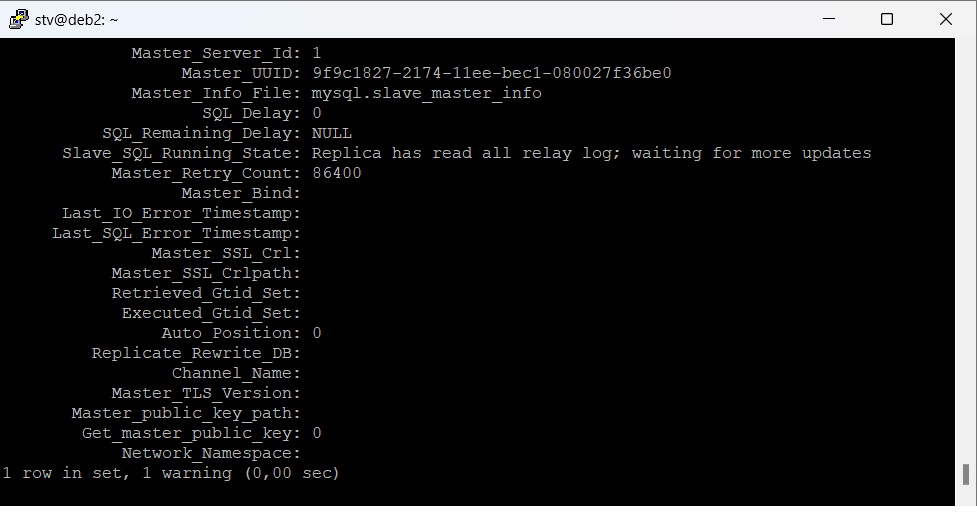 stv@deb2: ~
Master_Server_Id: 1
Master_UUID: 9f9c1827-2174-11ee-bec1-080027f36be0
Master_Info_File: mysql.slave_master_info
SQL_Delay: 0
SQL_Remaining_Delay: NULL
Slave_SQL_Running_State: Replica has read all relay log; waiting for more updates
Master_Retry_Count: 86400
Master_Bind:
Last_IO_Error_Timestamp:
Last_SQL_Error_Timestamp:
Master_SSL_Crl:
Master_SSL_Crlpath:
Retrieved_Gtid_Set:
Executed_Gtid_Set:
Auto_Position: 0
Replicate_Rewrite_DB:
Channel_Name:
Master_TLS_Version:
Master_public_key_path:
Get_master_public_key: 0
Network_Namespace:
1 row in set, 1 warning (0,00 sec)